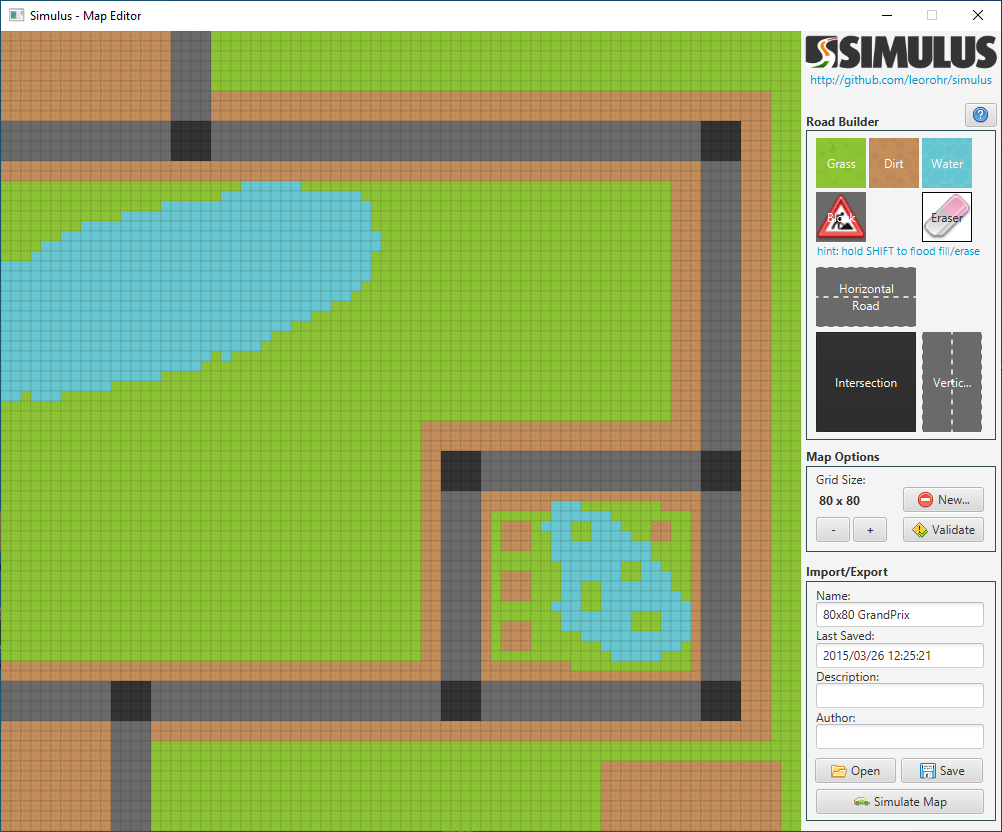 Simulus - Map Editor
SIMULUS
http://github.com/leorohr/simulus
Road Builder
Grass
Dirt
Water
Block
Eraser
hint: hold SHIFT to flood fill/erase
Horizontal
Road
Intersection
Vertic...
Map Options
Grid Size:
80 x 80
New...
-
+
Validate
Import/Export
Name:
80x80 GrandPrix
Last Saved:
2015/03/26 12:25:21
Description:
Author:
Open
Save
Simulate Map